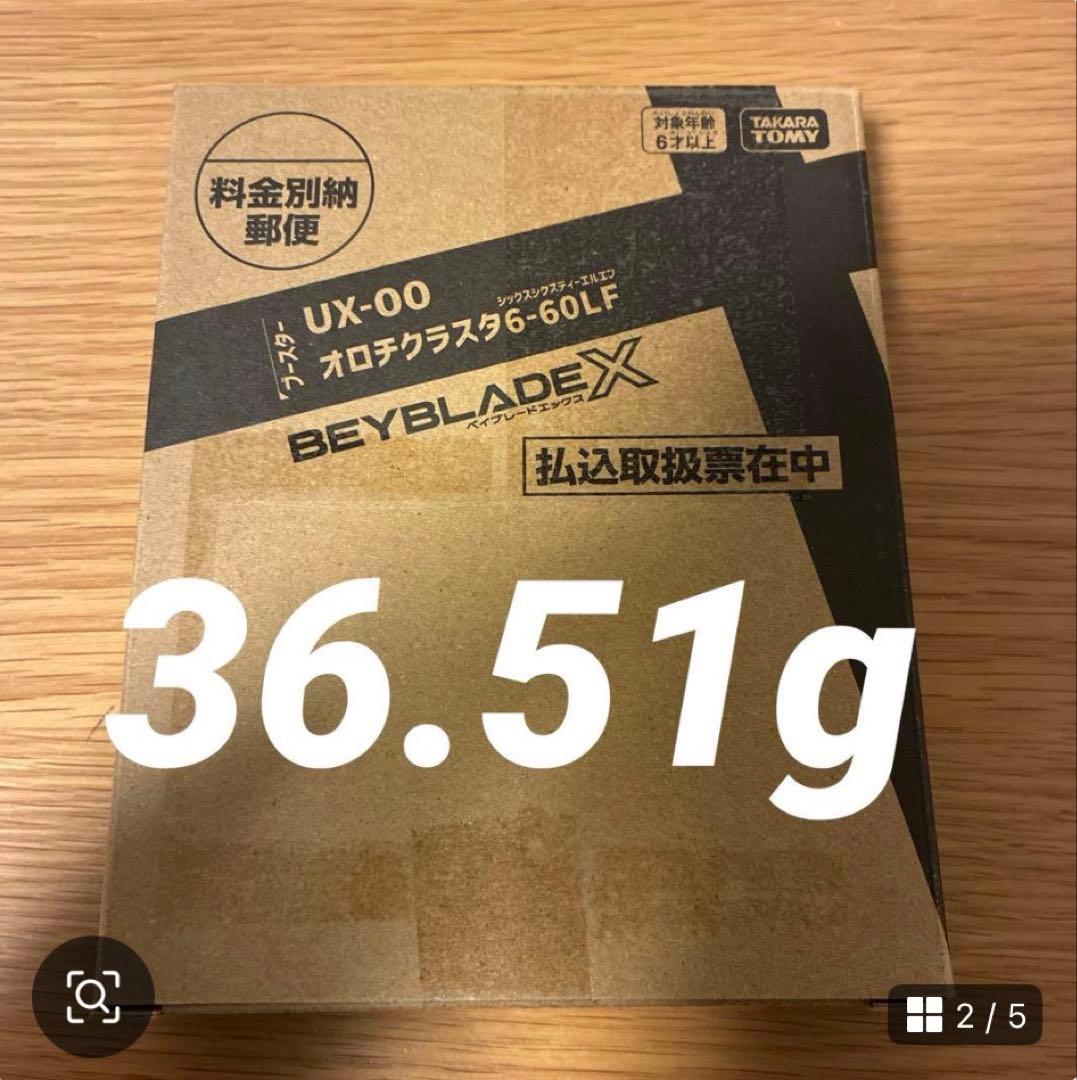 料金別納
郵便
対象年齢
6才以上
TAKARA
TOMY
ブースター
UX-00
シックスシクスティーエルエフ
オロチクラスタ6-60LF
BEYBLADE X
ベイブレードエックス
払込取扱票在中
36.51g
2 / 5